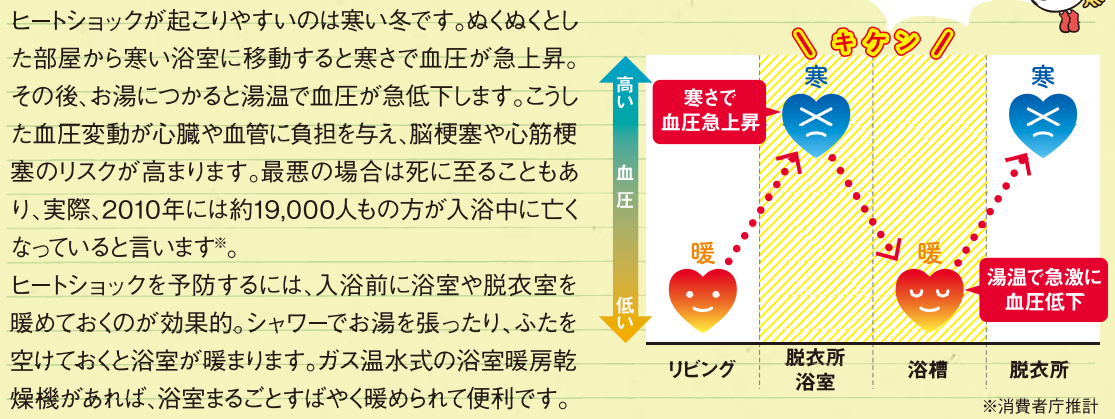 ヒートショックが起こりやすいのは寒い冬です。ぬくぬくとし
た部屋から寒い浴室に移動すると寒さで血圧が急上昇。
その後、お湯につかると湯温で血圧が急低下します。こうし
た血圧変動が心臓や血管に負担を与え、脳梗塞や心筋梗
塞のリスクが高まります。最悪の場合は死に至ることもあ
り、実際、2010年には約19,000人もの方が入浴中に亡く
なっていると言います※。
ヒートショックを予防するには、入浴前に浴室や脱衣室を
暖めておくのが効果的。シャワーでお湯を張ったり、ふたを
空けておくと浴室が暖まります。ガス温水式の浴室暖房乾
燥機があれば、浴室まるごとすばやく暖められて便利です。
キケン
高い
血圧
低い
寒
寒
寒さで
血圧急上昇
暖
暖
湯温で急激に
血圧低下
リビング
脱衣所
浴室
浴槽
脱衣所
※消費者庁推計